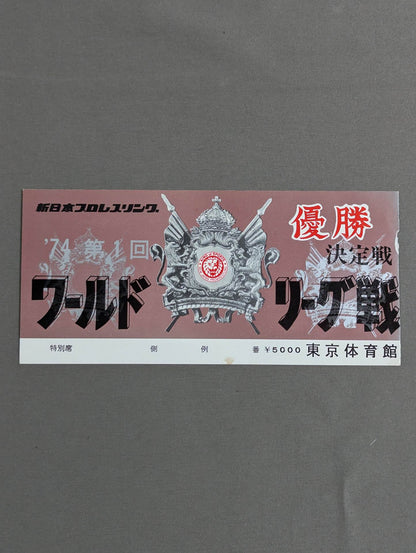 新日本プロレスリング
'74 第1回
優勝
決定戦
ワールド リーグ戦
特別席 側 例 番 ¥5000 東京体育館